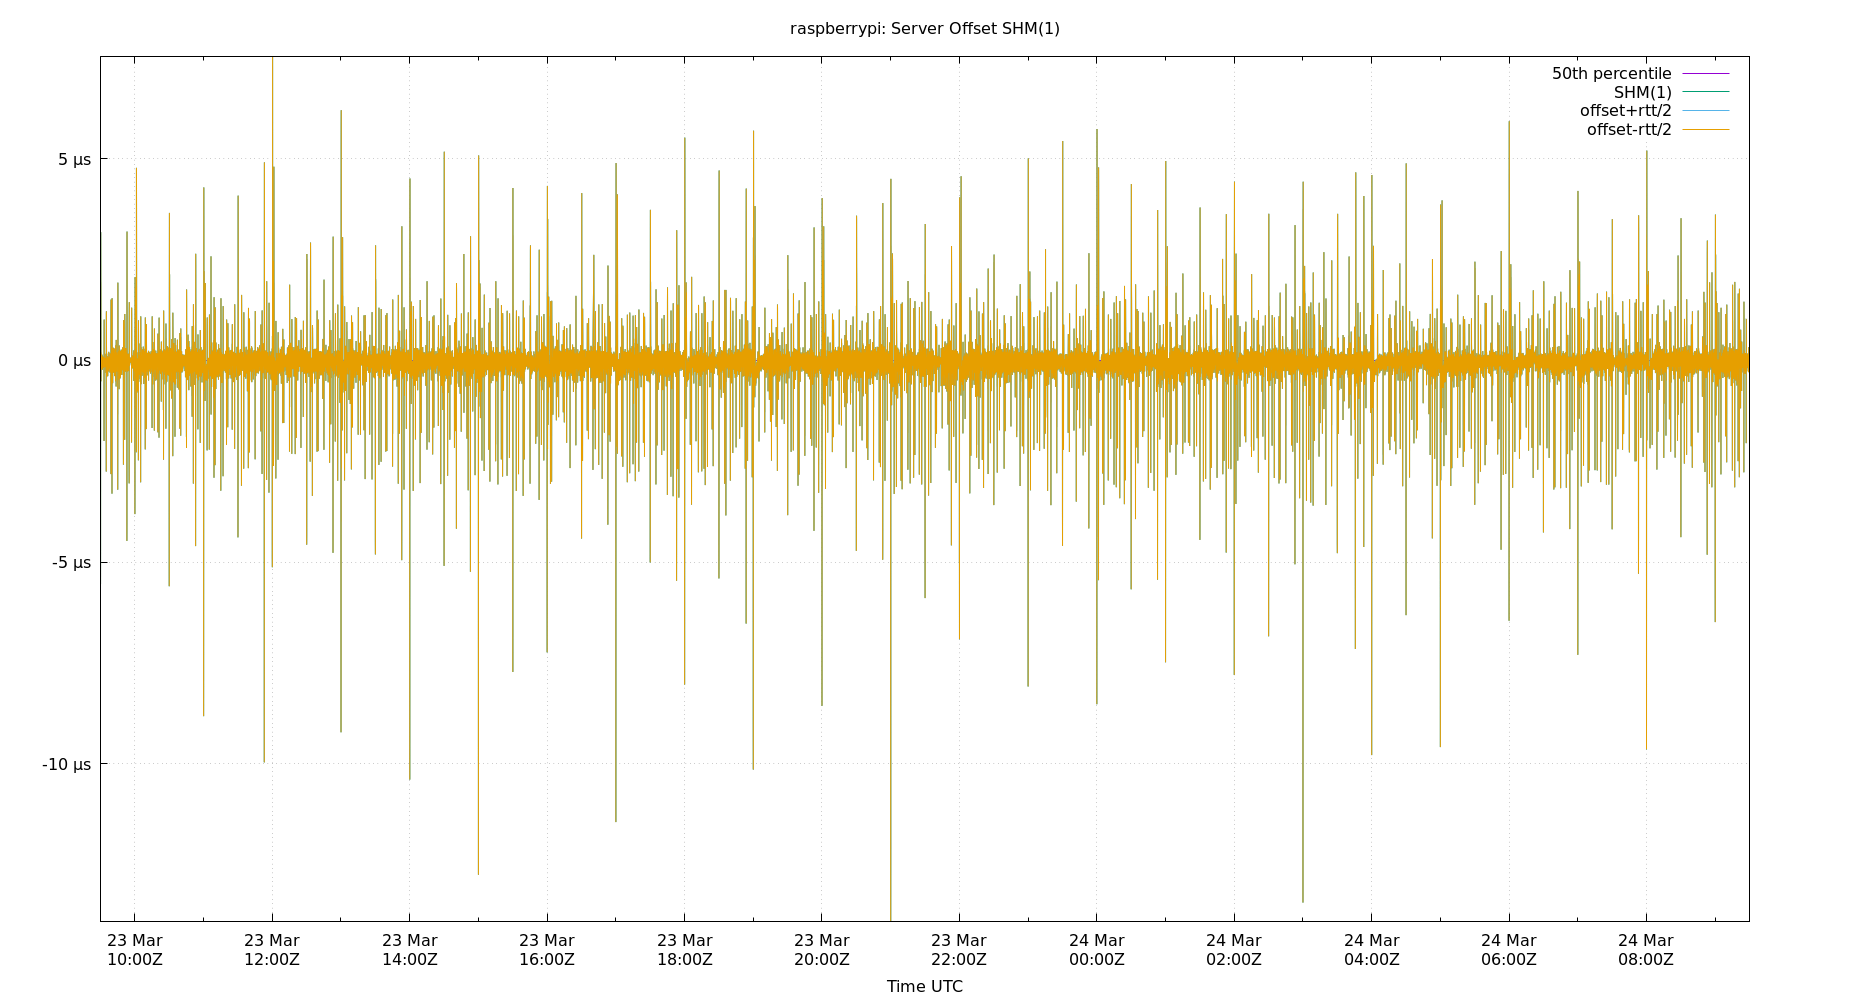 raspberrypi: Server Offset SHM(1)
50th percentile
SHM(1)
offset+rtt/2
offset-rtt/2
5 µs
0 µs
-5 µs
-10 µs
23 Mar 23 Mar 23 Mar 23 Mar 23 Mar 23 Mar 23 Mar 24 Mar 24 Mar 24 Mar 24 Mar 24 Mar
10:00Z 12:00Z 14:00Z 16:00Z 18:00Z 20:00Z 22:00Z 00:00Z 02:00Z 04:00Z 06:00Z 08:00Z
Time UTC